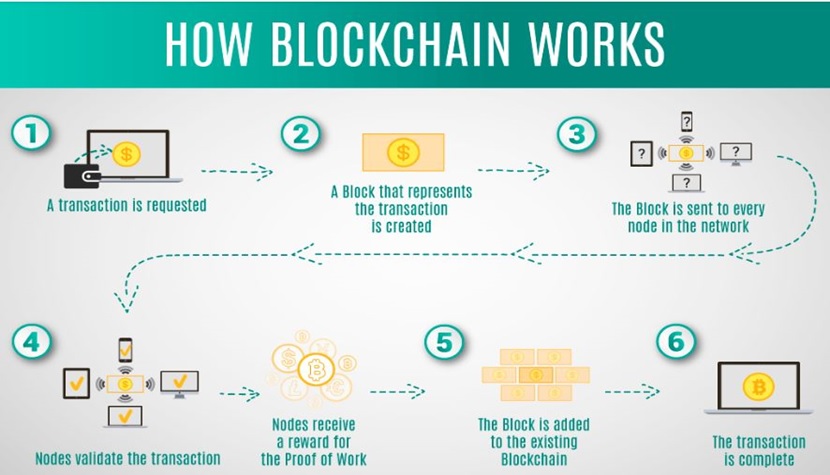 HOW BLOCKCHAIN WORKS
1
$
A transaction is requested
2
$
A Block that represents
the transaction
is created
3
?
?
$
?
?
The Block is sent to every
node in the network
4
$
Nodes validate the transaction
$
B
Nodes receive
a reward for
the Proof of Work
5
$
The Block is added
to the existing
Blockchain
6
B
The transaction
is complete